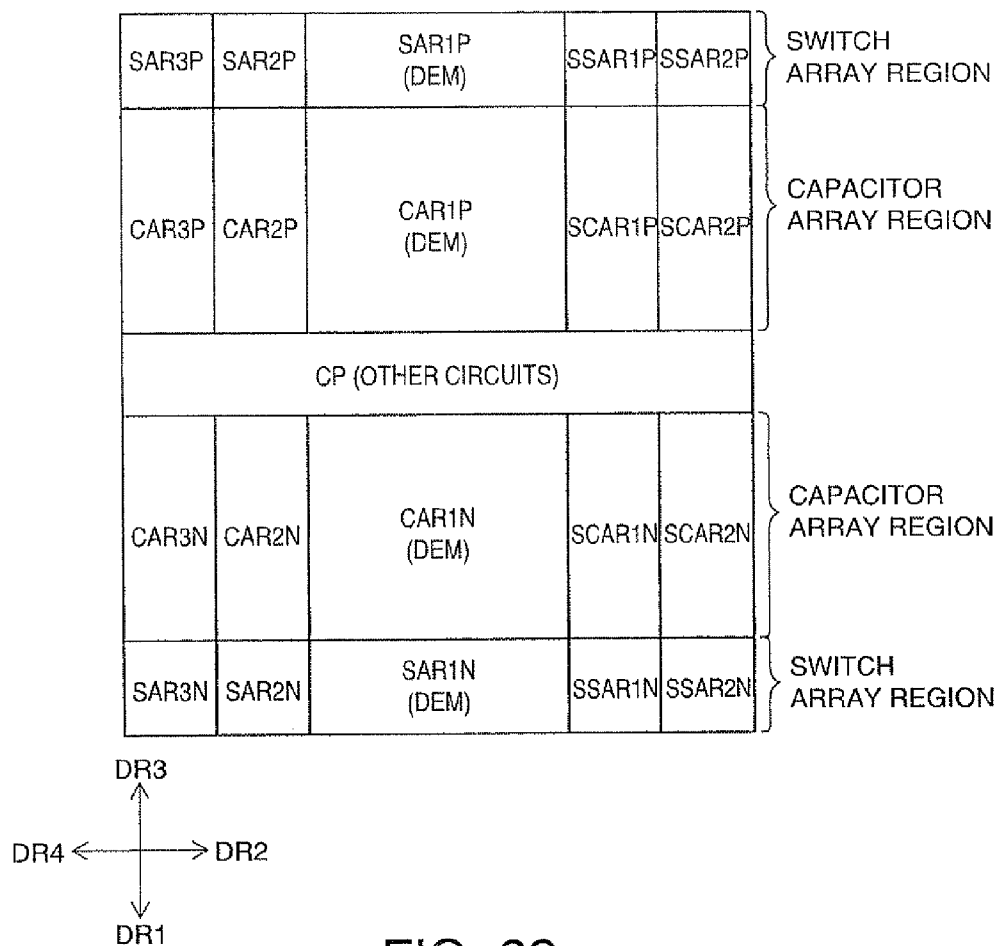 SAR3P SAR2P SAR1P (DEM) SSAR1P SSAR2P
SWITCH ARRAY REGION
CAR3P CAR2P CAR1P (DEM) SCAR1P SCAR2P
CAPACITOR ARRAY REGION
CP (OTHER CIRCUITS)
CAR3N CAR2N CAR1N (DEM) SCAR1N SCAR2N
CAPACITOR ARRAY REGION
SAR3N SAR2N SAR1N (DEM) SSAR1N SSAR2N
SWITCH ARRAY REGION
DR3
DR4 DR2
DR1